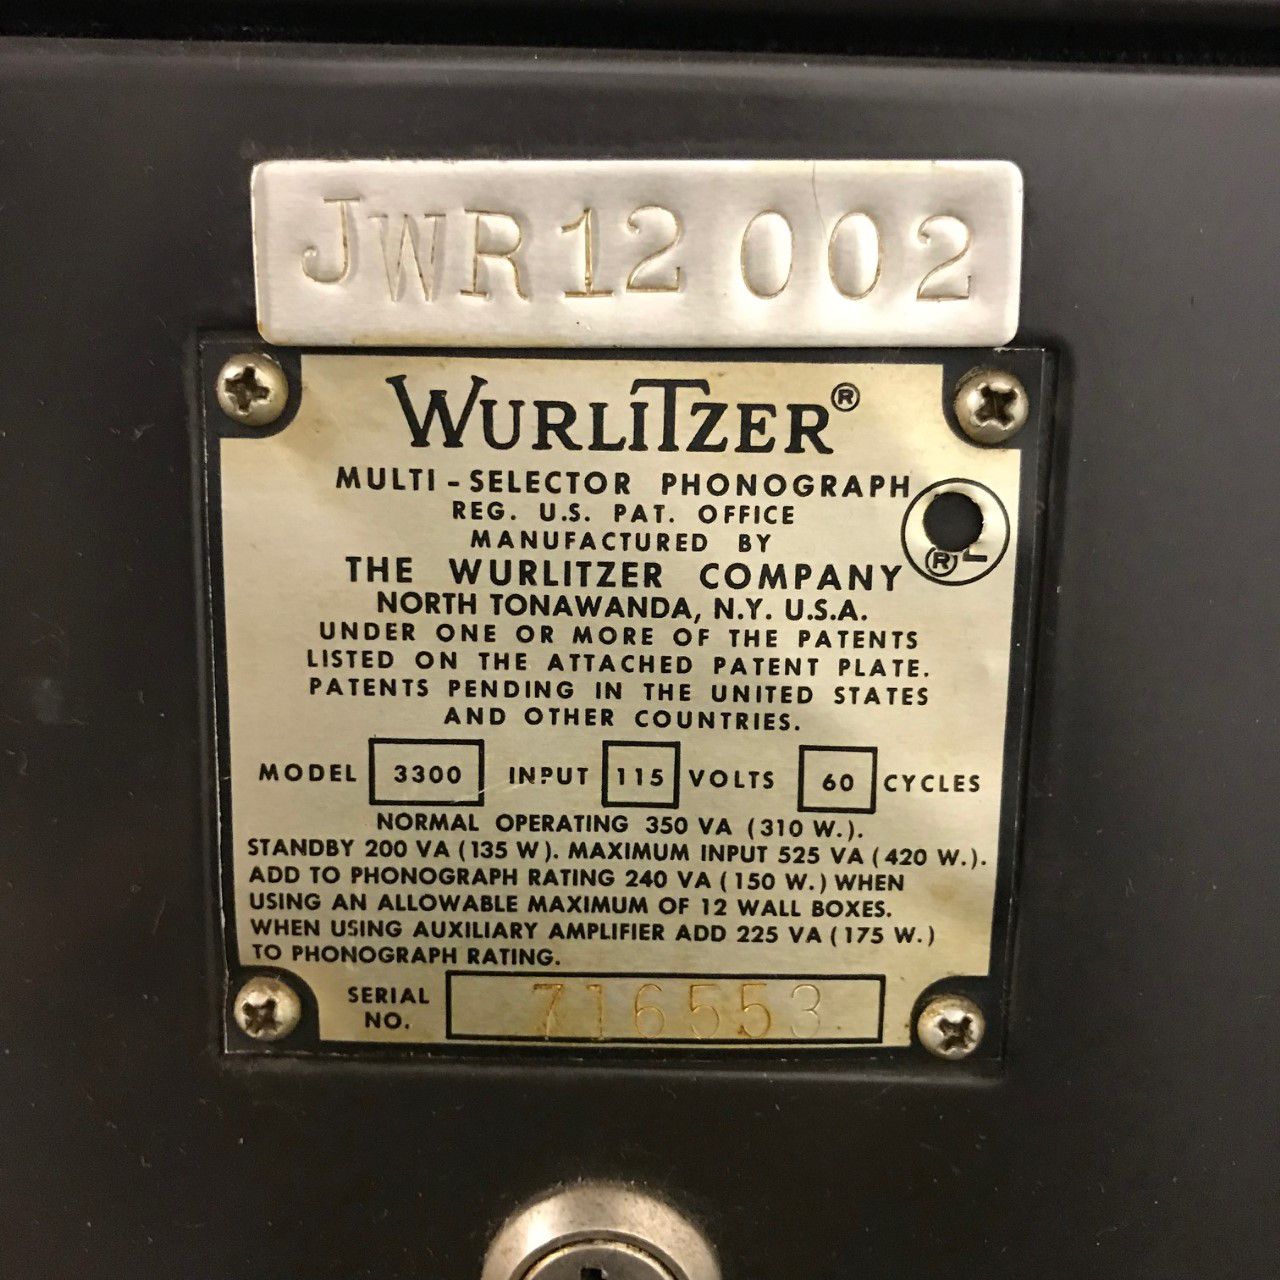 JWR12 002
WURLITZER®
MULTI-SELECTOR PHONOGRAPH
REG. U.S. PAT. OFFICE
MANUFACTURED BY
THE WURLITZER COMPANY
®
NORTH TONAWANDA, N.Y. U.S.A.
UNDER ONE OR MORE OF THE PATENTS
LISTED ON THE ATTACHED PATENT PLATE.
PATENTS PENDING IN THE UNITED STATES
AND OTHER COUNTRIES.
MODEL 3300 INPUT 115 VOLTS 60 CYCLES
NORMAL OPERATING 350 VA (310 W.).
STANDBY 200 VA (135 W). MAXIMUM INPUT 525 VA (420 W.).
ADD TO PHONOGRAPH RATING 240 VA (150 W.) WHEN
USING AN ALLOWABLE MAXIMUM OF 12 WALL BOXES.
WHEN USING AUXILIARY AMPLIFIER ADD 225 VA (175 W.)
TO PHONOGRAPH RATING.
SERIAL NO. 716553